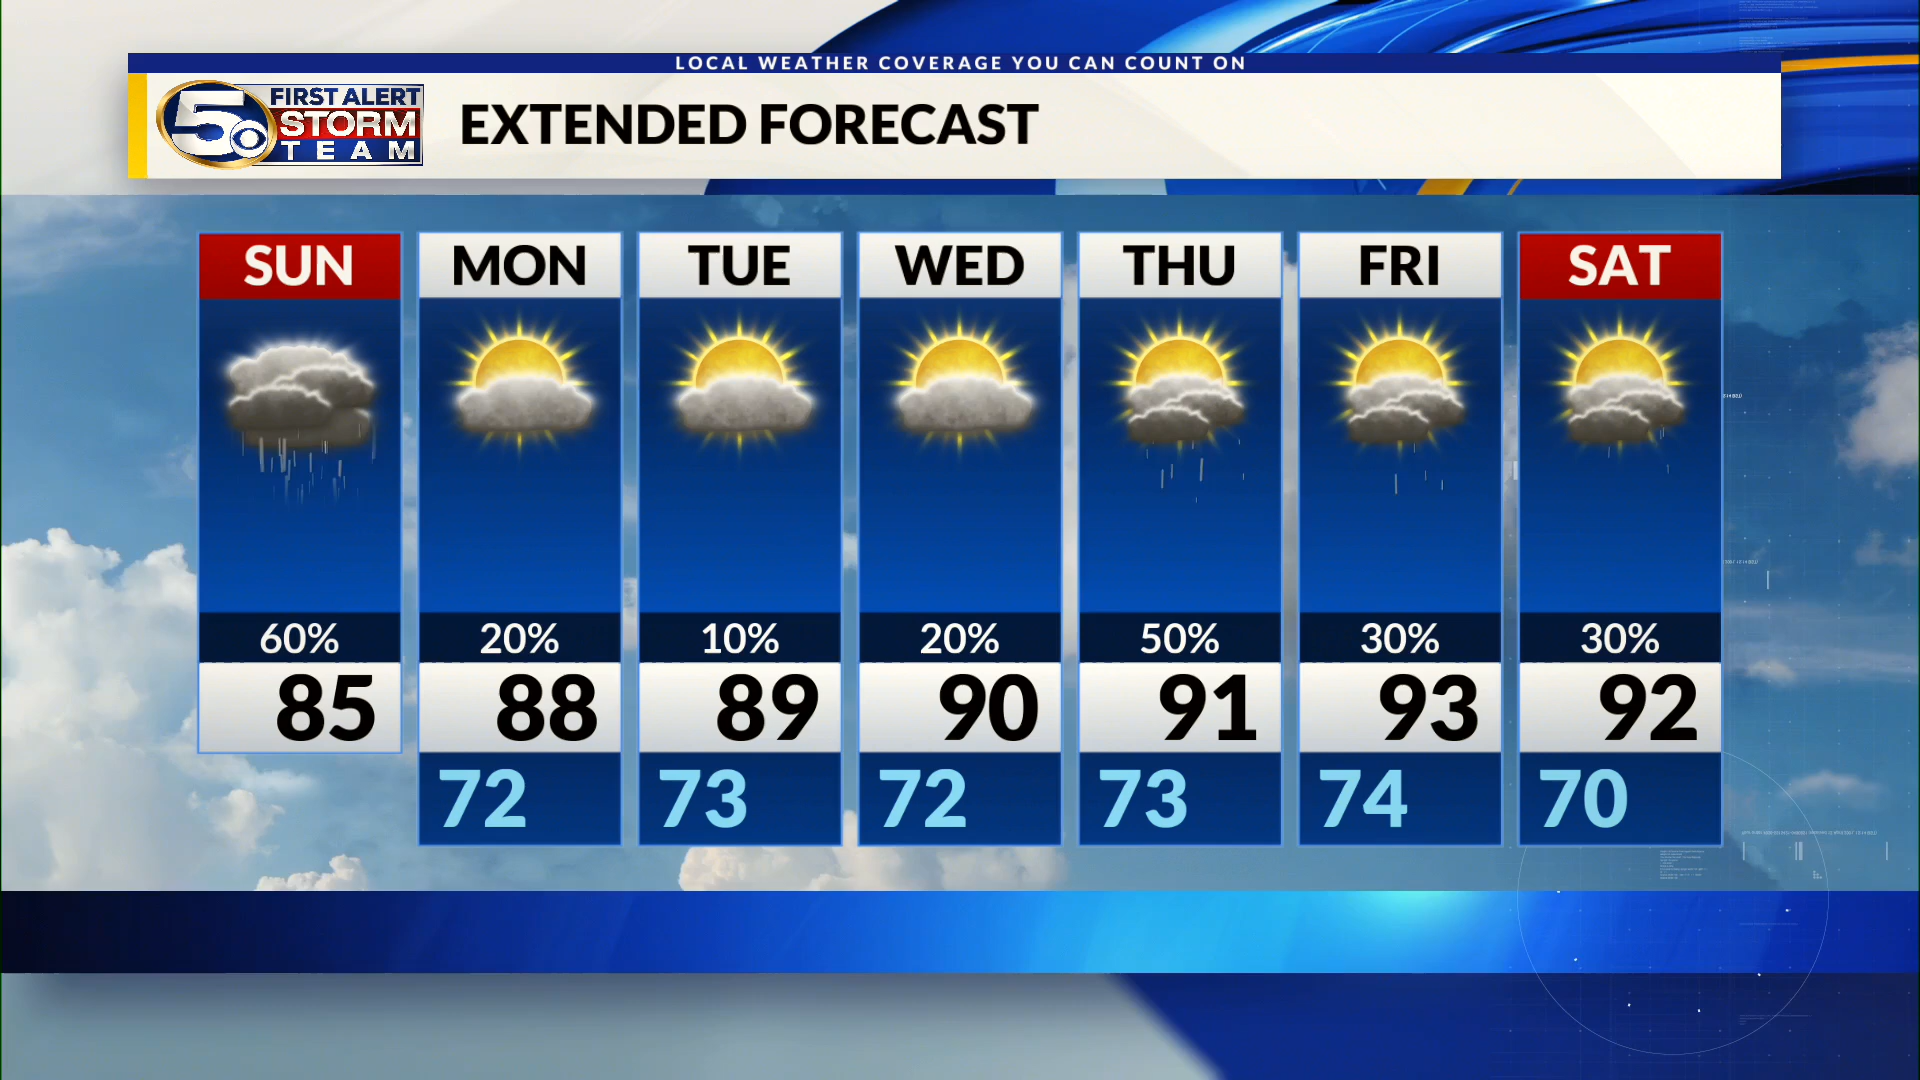 LOCAL WEATHER COVERAGE YOU CAN COUNT ON
5 FIRST ALERT
STORM
TEAM
EXTENDED FORECAST
SUN MON TUE WED THU FRI SAT
60% 20% 10% 20% 50% 30% 30%
85 88 89 90 91 93 92
72 73 72 73 74 70